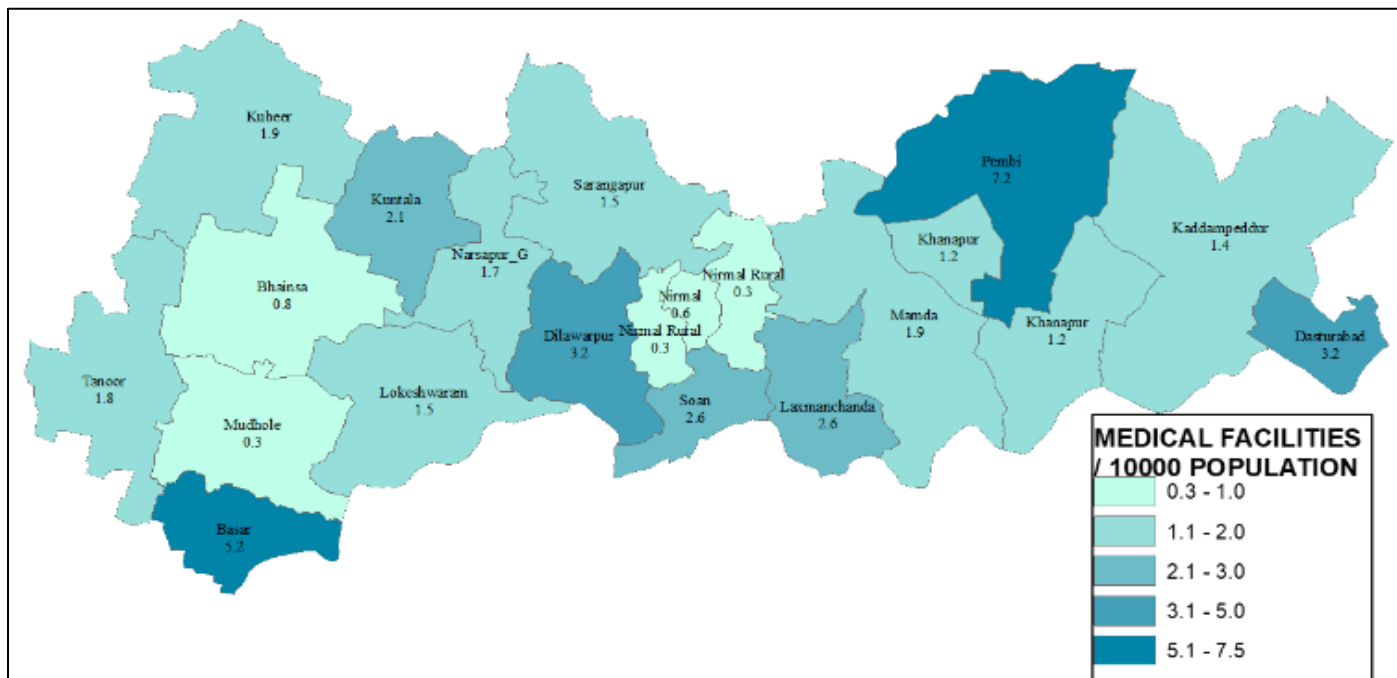 Kubeer
1.9
Kuntala
2.1
Sarangapur
1.5
Pembi
7.2
Kaddampeddur
1.4
Khanapur
1.2
Narsapur_G
1.7
Nirmal Rural
0.3
Bhainsa
0.8
Nirmal
0.6
Nirmal Rural
0.3
Dilawarpur
3.2
Mamda
1.9
Khanapur
1.2
Dasturabad
3.2
Tanoor
1.8
Lokeshwaram
1.5
Soan
2.6
Laxmanchanda
2.6
Mudhole
0.3
Basar
5.2
MEDICAL FACILITIES
/ 10000 POPULATION
0.3 - 1.0
1.1 - 2.0
2.1 - 3.0
3.1 - 5.0
5.1 - 7.5